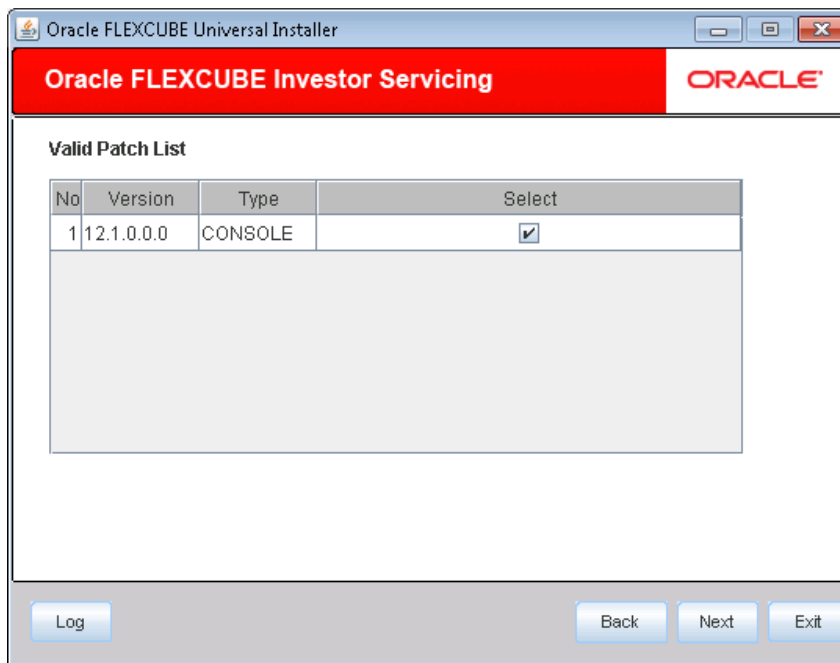 Oracle FLEXCUBE Universal Installer
Oracle FLEXCUBE Investor Servicing
ORACLE
Valid Patch List
No Version Type Select
1 12.1.0.0.0 CONSOLE
Log Back Next Exit